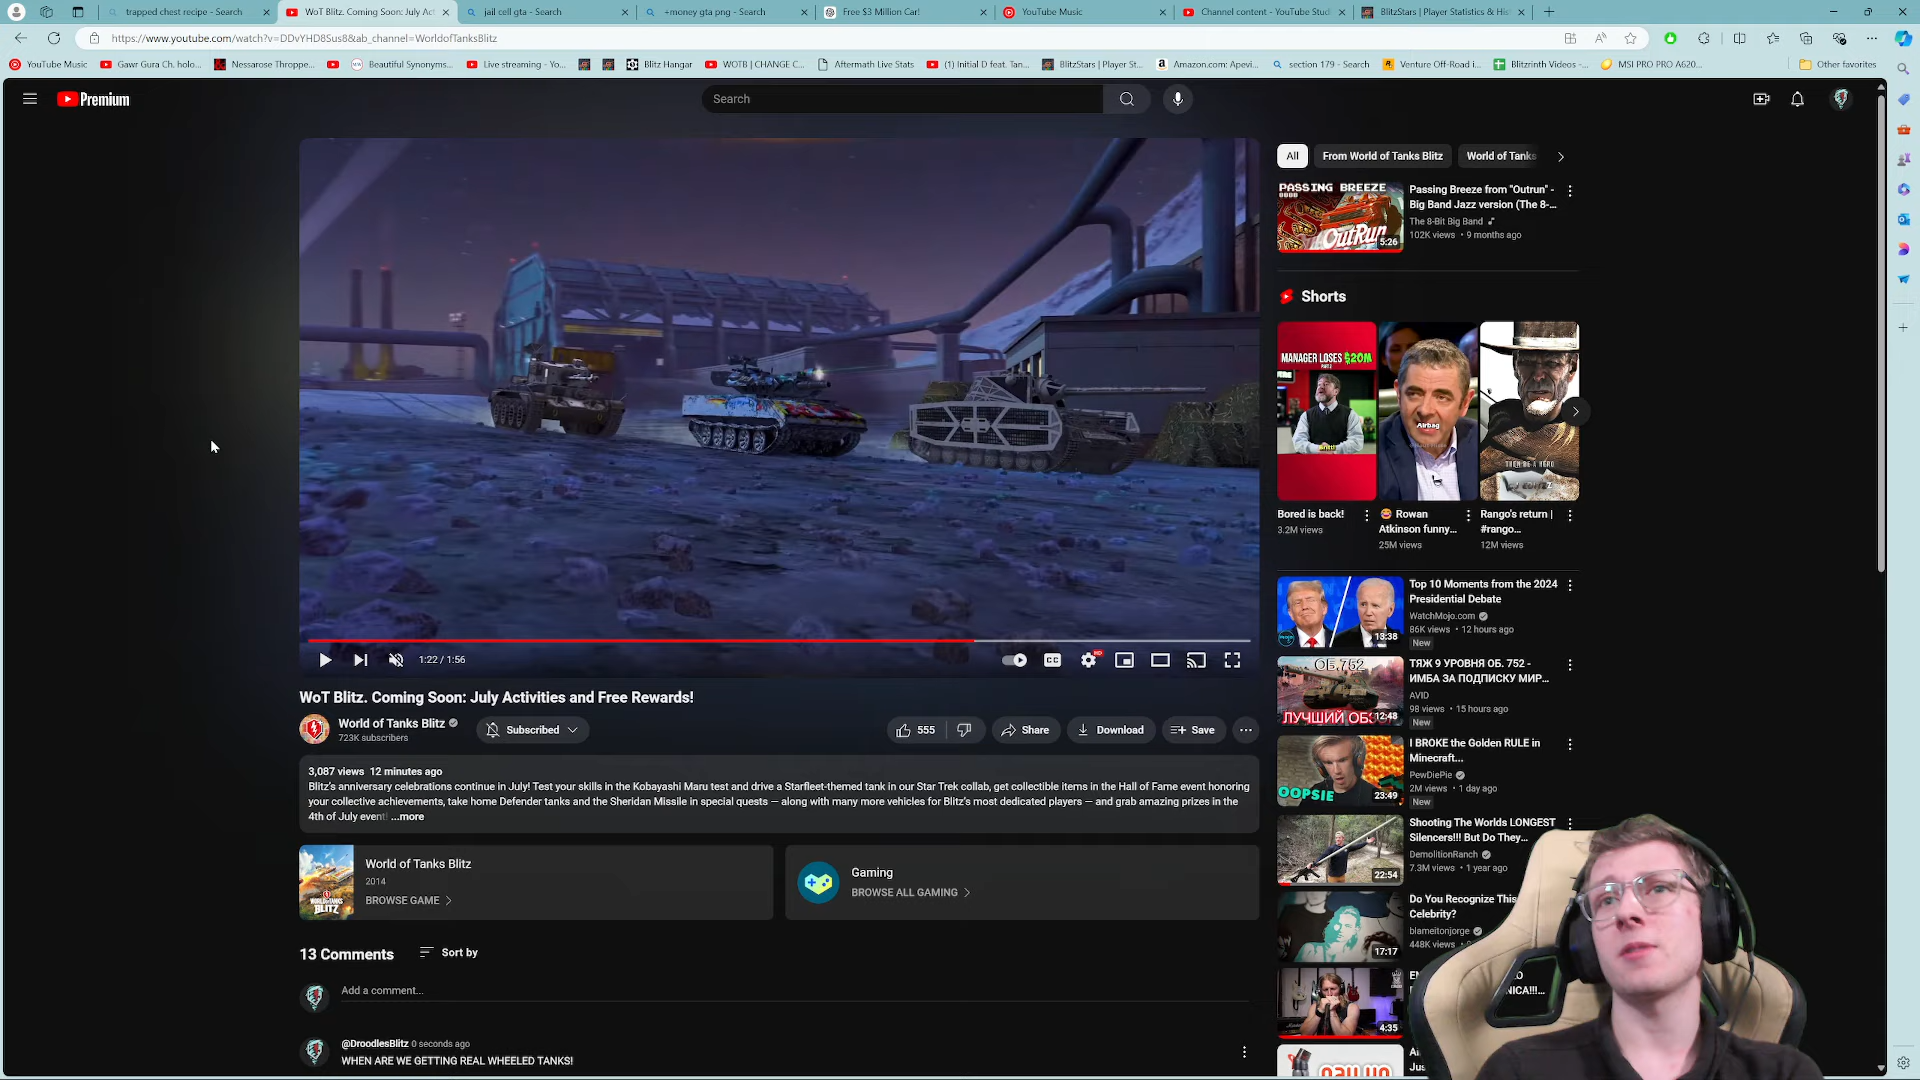 trapped chest recipe - Search
WoT Blitz. Coming Soon: July Act
jail cell gta - Search
+money gta png - Search
Free $3 Million Car!
YouTube Music
Channel content - YouTube Stud
BlitzStars | Player Statistics & His
https://www.youtube.com/watch?v=DDvYHD8Sus8&ab_channel=WorldofTanksBlitz
YouTube Music
Gawr Gura Ch. holo...
Nessarose Throppe...
Beautiful Synonyms...
Live streaming - Yo...
Blitz Hangar
WOTB | CHANGE C...
Aftermath Live Stats
(1) Initial D feat. Tan...
BlitzStars | Player St...
Amazon.com: Apevi...
section 179 - Search
Venture Off-Road i...
Blitzrinth Videos -...
MSI PRO PRO A620...
Other favorites
Premium
Search
All
From World of Tanks Blitz
World of Tanks
PASSING BREEZE
OutRun
5:26
Passing Breeze from "Outrun" -
Big Band Jazz version (The 8-...
The 8-Bit Big Band
102K views • 9 months ago
Shorts
MANAGER LOSES $20M
Airbag
Bored is back!
3.2M views
Rowan
Atkinson funny...
25M views
Rango's return |
#rango...
12M views
1:22 / 1:56
CC
HD
WoT Blitz. Coming Soon: July Activities and Free Rewards!
World of Tanks Blitz
723K subscribers
Subscribed
555
Share
Download
Save
3,087 views 12 minutes ago
Blitz's anniversary celebrations continue in July! Test your skills in the Kobayashi Maru test and drive a Starfleet-themed tank in our Star Trek collab, get collectible items in the Hall of Fame event honoring
your collective achievements, take home Defender tanks and the Sheridan Missile in special quests — along with many more vehicles for Blitz's most dedicated players — and grab amazing prizes in the
4th of July event! ...more
World of Tanks Blitz
2014
BROWSE GAME
WORLD OF TANKS
BLITZ
Gaming
BROWSE ALL GAMING
13 Comments
Sort by
Add a comment...
@DroodlesBlitz 0 seconds ago
WHEN ARE WE GETTING REAL WHEELED TANKS!
13:38
Top 10 Moments from the 2024
Presidential Debate
WatchMojo.com
86K views • 12 hours ago
New
ОБ.752
ЛУЧШИЙ
12:48
ТЯЖ 9 УРОВНЯ ОБ. 752 -
ИМБА ЗА ПОДПИСКУ МИР...
AVID
98 views • 15 hours ago
New
OOPSIE
23:49
I BROKE the Golden RULE in
Minecraft...
PewDiePie
2M views • 1 day ago
New
22:54
Shooting The Worlds LONGEST
Silencers!!! But Do They...
DemolitionRanch
7.3M views • 1 year ago
17:17
Do You Recognize This
Celebrity?
blameitonjorge
448K views
4:35